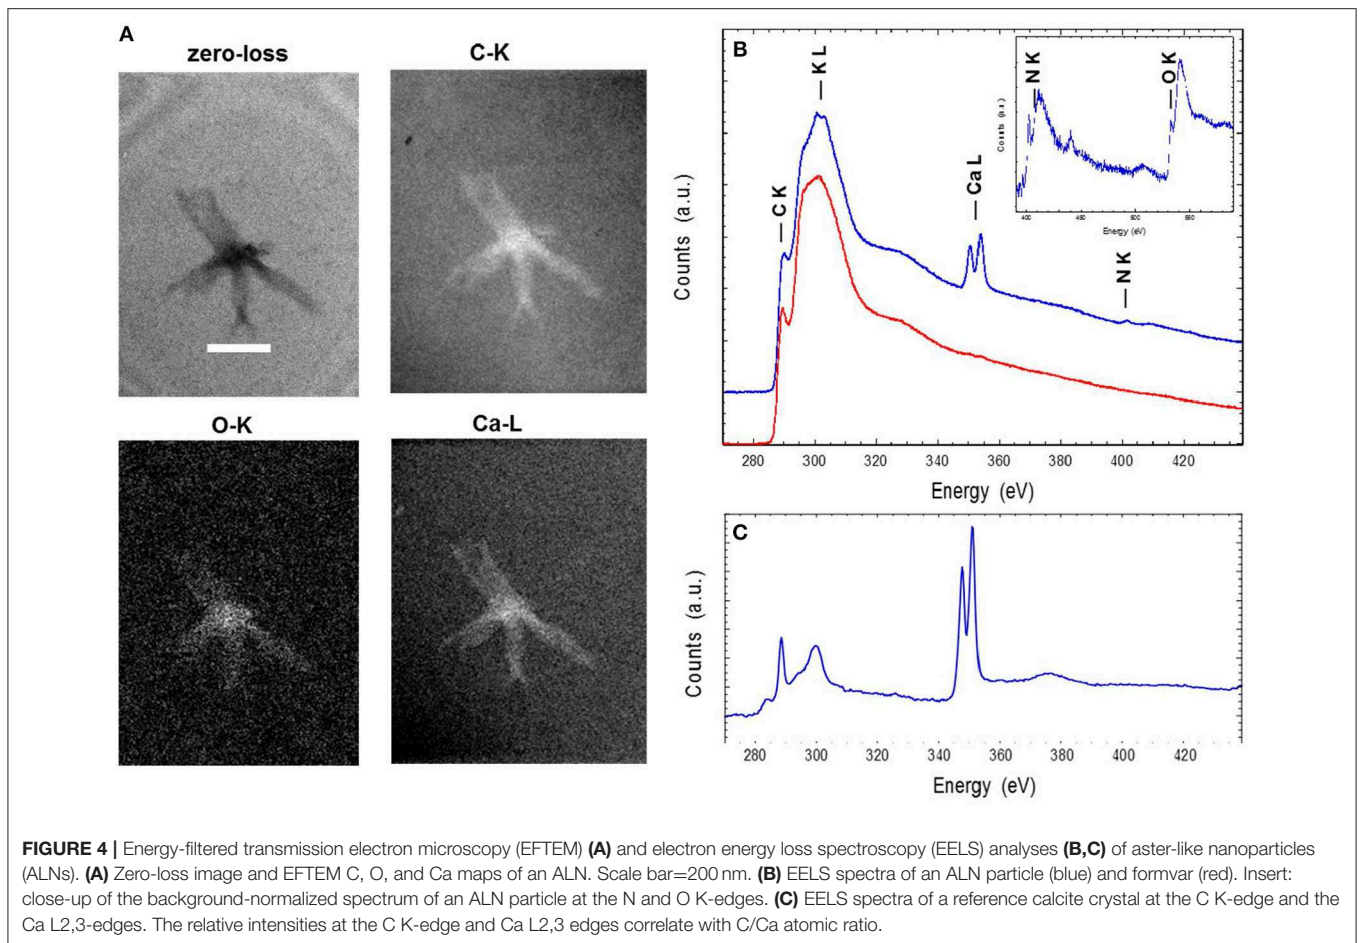 A
zero-loss
C-K
O-K
Ca-L
B
C K
K L
Ca L
N K
Counts (a.u.)
280 300 320 340 360 380 400 420
Energy (eV)
N K
O K
Counts (a.u.)
400 450 500 550
Energy (eV)
C
Counts (a.u.)
280 300 320 340 360 380 400 420
Energy (eV)
FIGURE 4 | Energy-filtered transmission electron microscopy (EFTEM) (A) and electron energy loss spectroscopy (EELS) analyses (B,C) of aster-like nanoparticles
(ALNs). (A) Zero-loss image and EFTEM C, O, and Ca maps of an ALN. Scale bar=200 nm. (B) EELS spectra of an ALN particle (blue) and formvar (red). Insert:
close-up of the background-normalized spectrum of an ALN particle at the N and O K-edges. (C) EELS spectra of a reference calcite crystal at the C K-edge and the
Ca L2,3-edges. The relative intensities at the C K-edge and Ca L2,3 edges correlate with C/Ca atomic ratio.